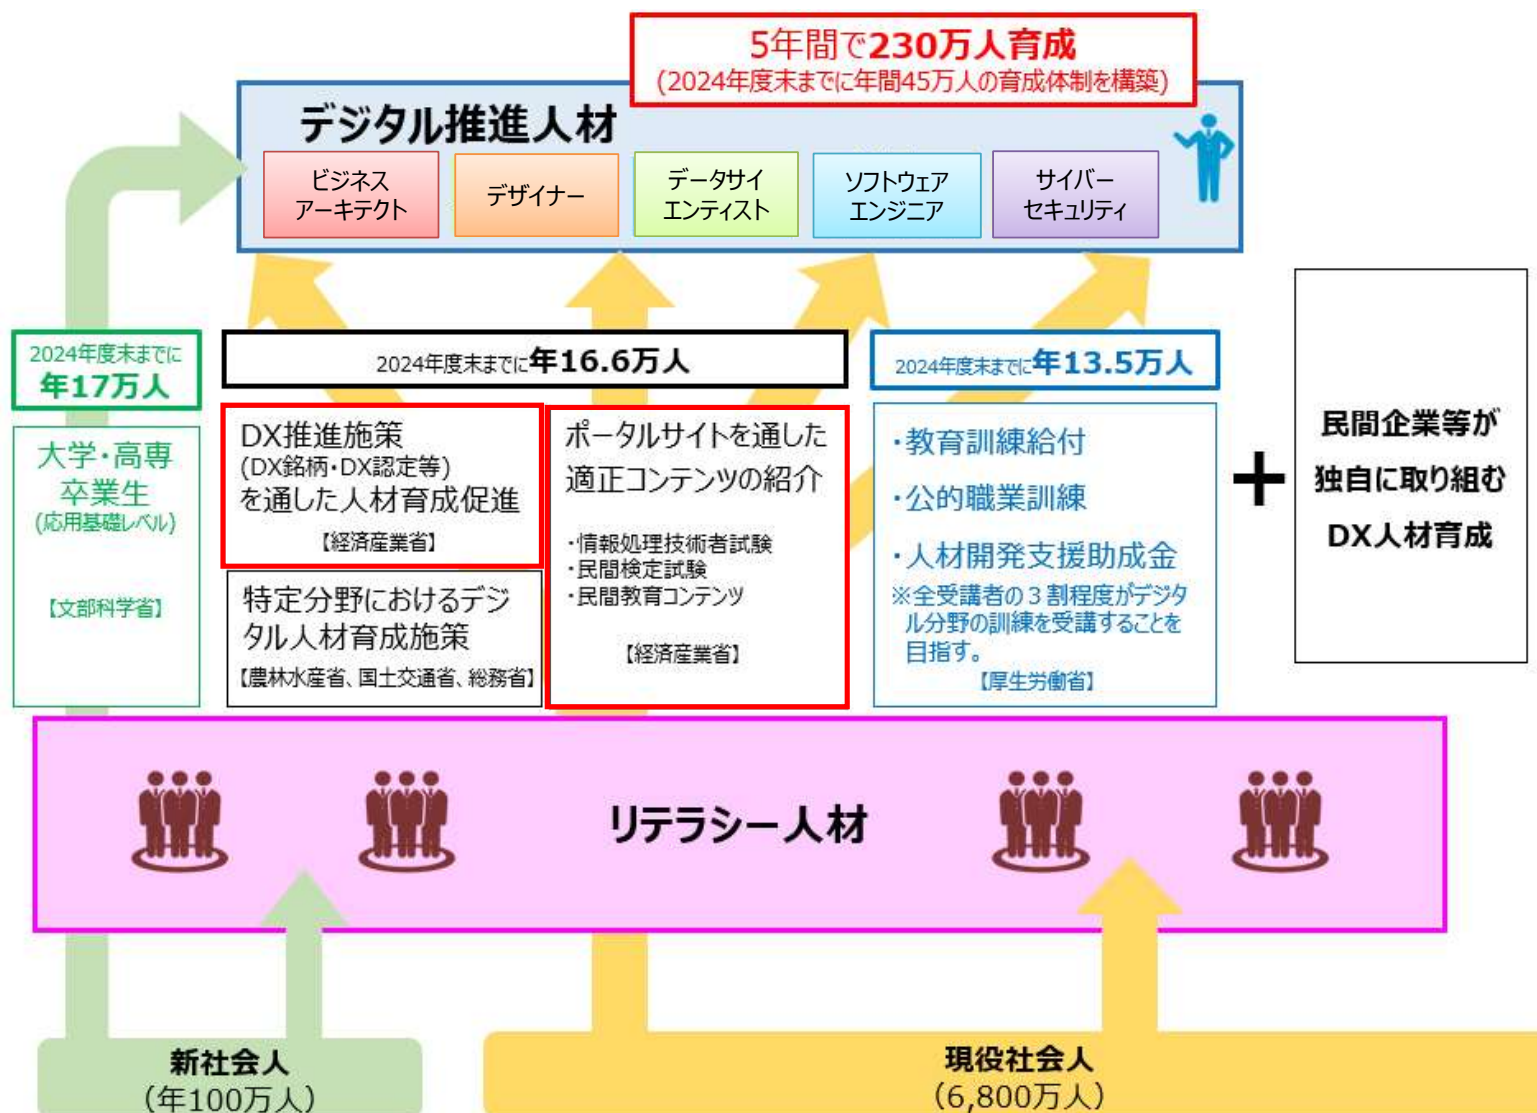 5年間で230万人育成
(2024年度末までに年間45万人の育成体制を構築)
デジタル推進人材
ビジネス
アーキテクト
デザイナー
データサイ
エンティスト
ソフトウェア
エンジニア
サイバー
セキュリティ
2024年度末までに
年17万人
2024年度末までに年16.6万人
2024年度末までに年13.5万人
大学・高専
卒業生
(応用基礎レベル)
【文部科学省】
DX推進施策
(DX銘柄・DX認定等)
を通した人材育成促進
【経済産業省】
特定分野におけるデジ
タル人材育成施策
【農林水産省、国土交通省、総務省】
ポータルサイトを通した
適正コンテンツの紹介
・情報処理技術者試験
・民間検定試験
・民間教育コンテンツ
【経済産業省】
・教育訓練給付
・公的職業訓練
・人材開発支援助成金
※全受講者の３割程度がデジタ
ル分野の訓練を受講することを
目指す。
【厚生労働省】
+
民間企業等が
独自に取り組む
DX人材育成
リテラシー人材
新社会人
(年100万人)
現役社会人
(6,800万人)